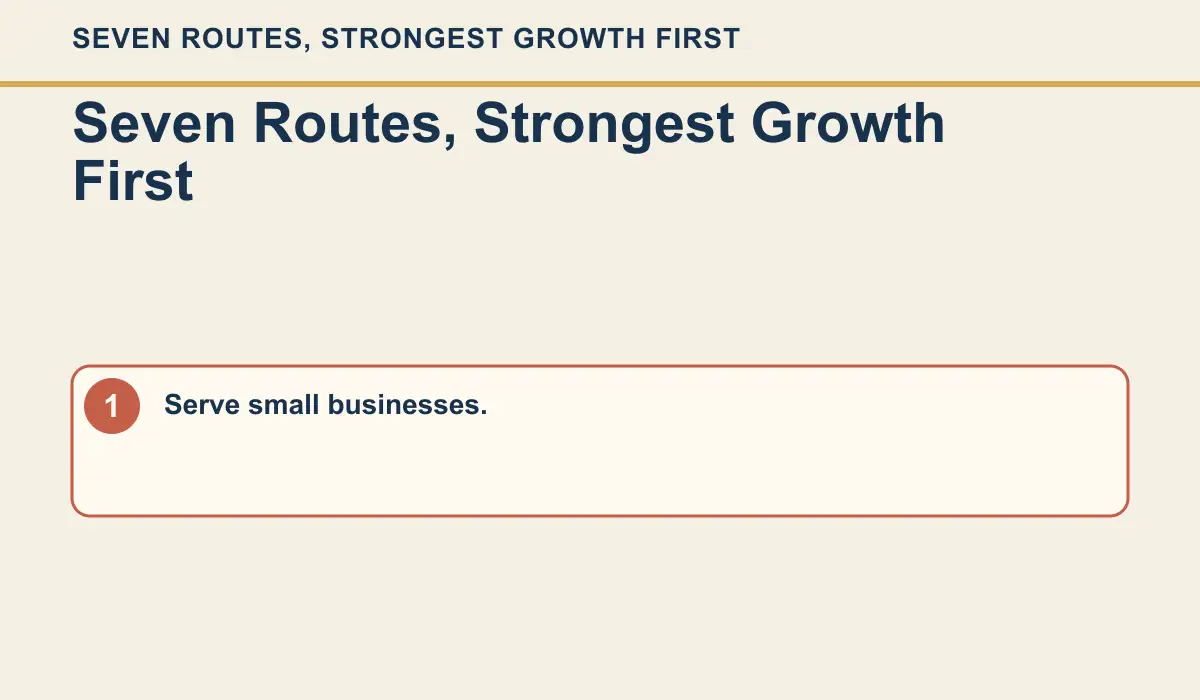 SEVEN ROUTES, STRONGEST GROWTH FIRST
Seven Routes, Strongest Growth
First
1
Serve small businesses.